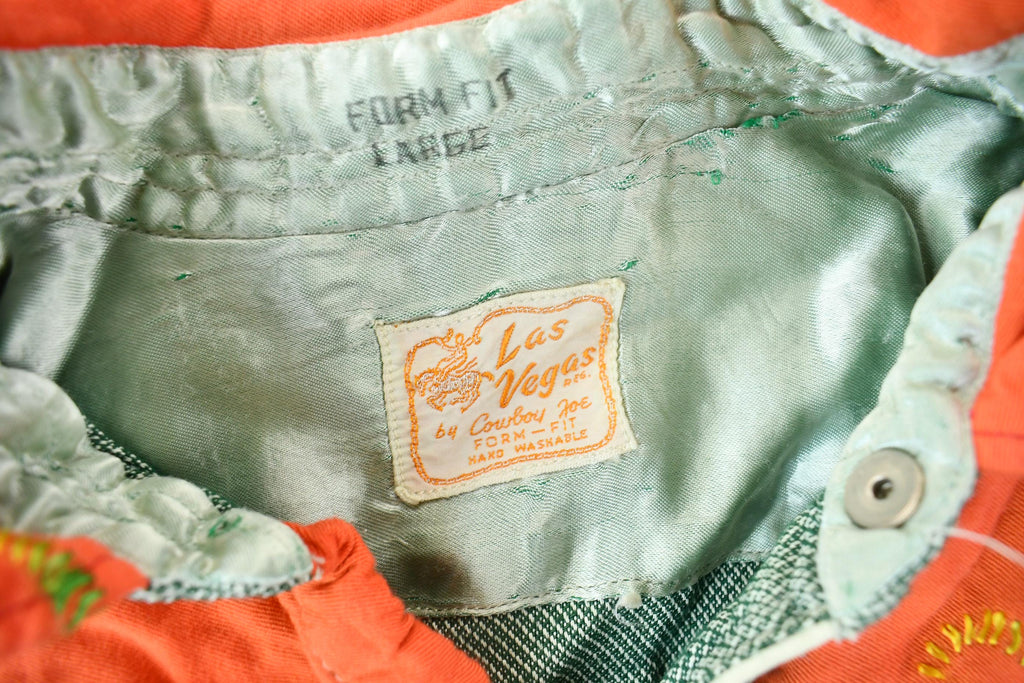 FORM FIT
LARGE
Las
Vegas
REG.
by Cowboy Joe
FORM-FIT
HAND WASHABLE